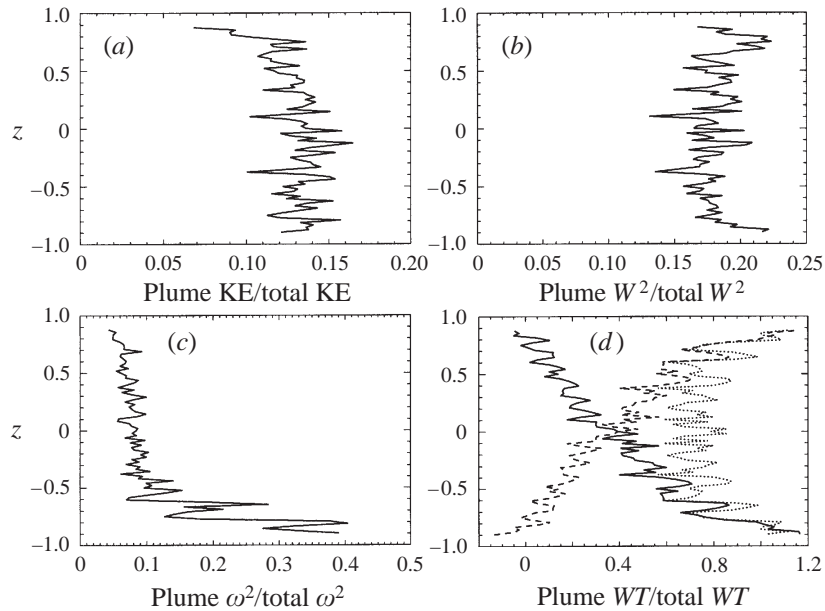 1.0 (a) 1.0 (b)
0.5 0.5
z 0 0
−0.5 −0.5
−1.0 −1.0
0 0.05 0.10 0.15 0.20 0 0.05 0.10 0.15 0.20 0.25
Plume KE/total KE Plume W²/total W²
1.0 (c) 1.0 (d)
0.5 0.5
z 0 0
−0.5 −0.5
−1.0 −1.0
0 0.1 0.2 0.3 0.4 0.5 0 0.4 0.8 1.2
Plume ω²/total ω² Plume WT/total WT